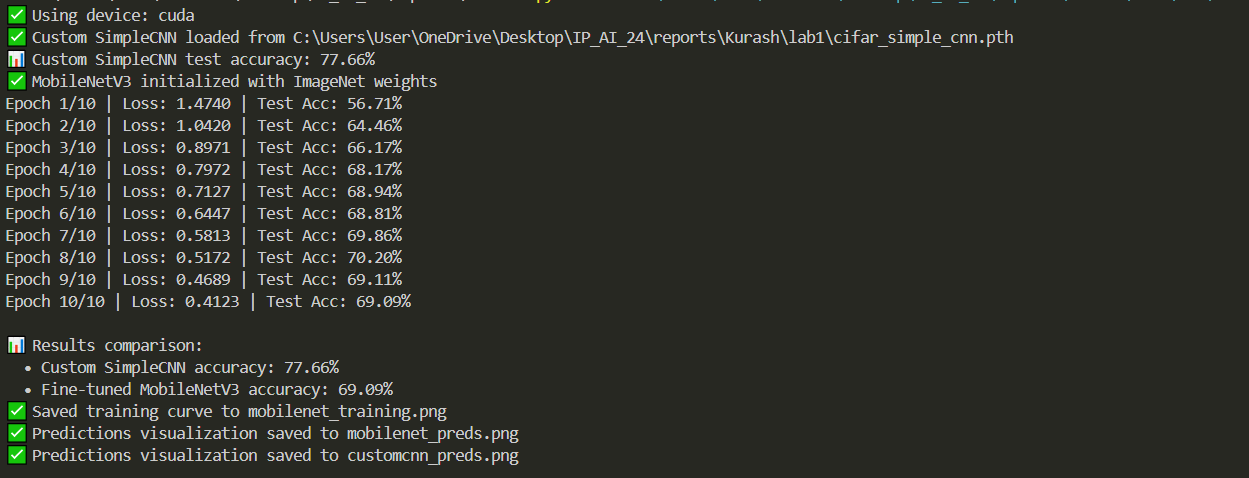 ✅ Using device: cuda
✅ Custom SimpleCNN loaded from C:\Users\User\OneDrive\Desktop\IP_AI_24\reports\Kurash\lab1\cifar_simple_cnn.pth
📊 Custom SimpleCNN test accuracy: 77.66%
✅ MobileNetV3 initialized with ImageNet weights
Epoch 1/10 | Loss: 1.4740 | Test Acc: 56.71%
Epoch 2/10 | Loss: 1.0420 | Test Acc: 64.46%
Epoch 3/10 | Loss: 0.8971 | Test Acc: 66.17%
Epoch 4/10 | Loss: 0.7972 | Test Acc: 68.17%
Epoch 5/10 | Loss: 0.7127 | Test Acc: 68.94%
Epoch 6/10 | Loss: 0.6447 | Test Acc: 68.81%
Epoch 7/10 | Loss: 0.5813 | Test Acc: 69.86%
Epoch 8/10 | Loss: 0.5172 | Test Acc: 70.20%
Epoch 9/10 | Loss: 0.4689 | Test Acc: 69.11%
Epoch 10/10 | Loss: 0.4123 | Test Acc: 69.09%
📊 Results comparison:
• Custom SimpleCNN accuracy: 77.66%
• Fine-tuned MobileNetV3 accuracy: 69.09%
✅ Saved training curve to mobilenet_training.png
✅ Predictions visualization saved to mobilenet_preds.png
✅ Predictions visualization saved to customcnn_preds.png